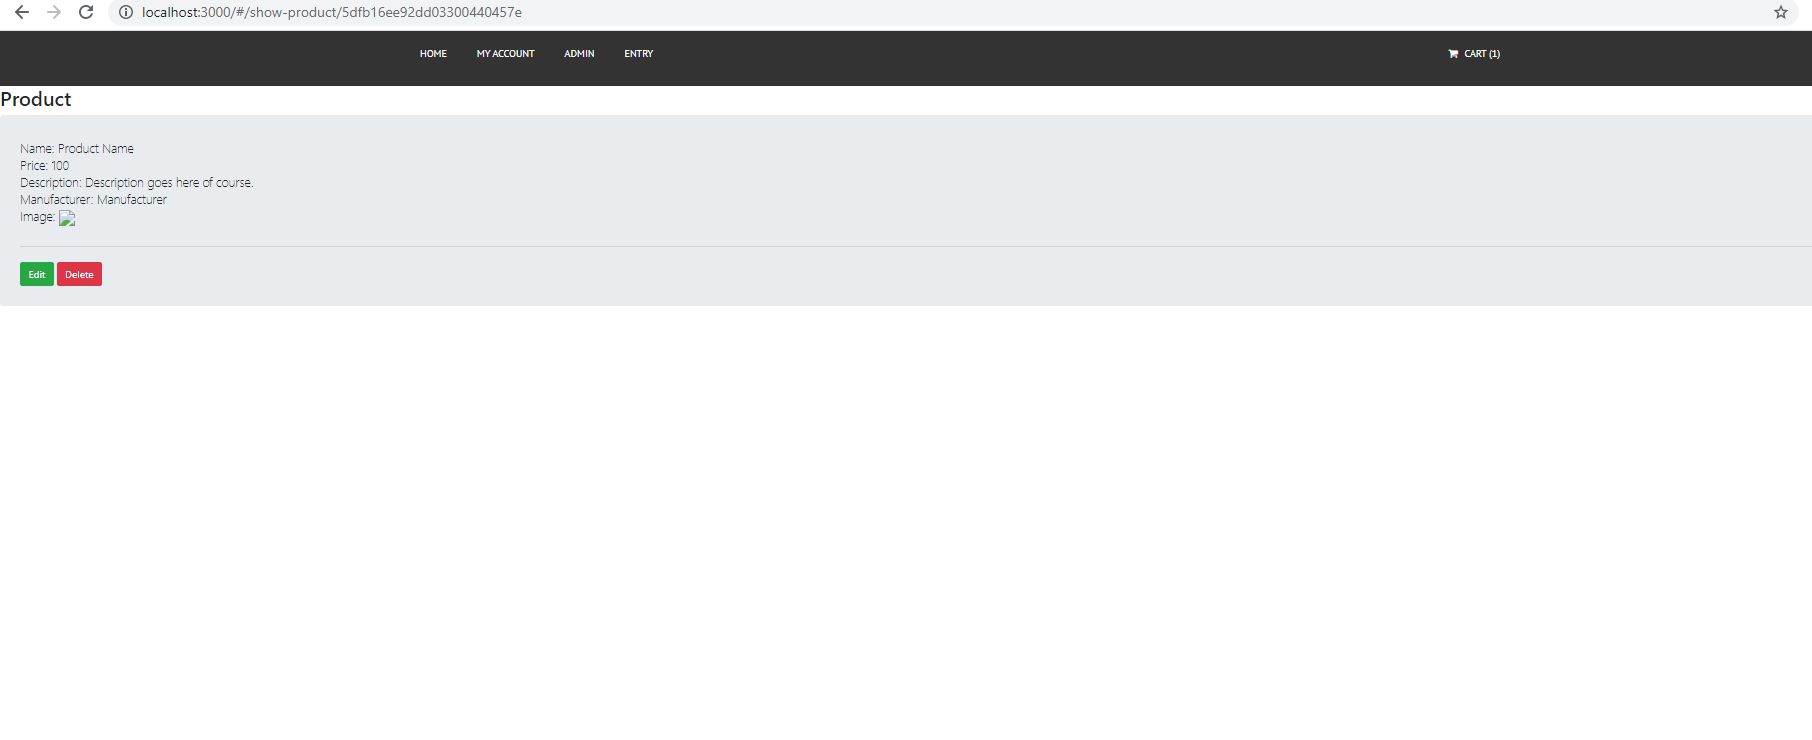 localhost:3000/#/show-product/5dfb16ee92dd03300440457e
HOME MY ACCOUNT ADMIN ENTRY CART (1)
Product
Name: Product Name
Price: 100
Description: Description goes here of course.
Manufacturer: Manufacturer
Image:
Edit Delete